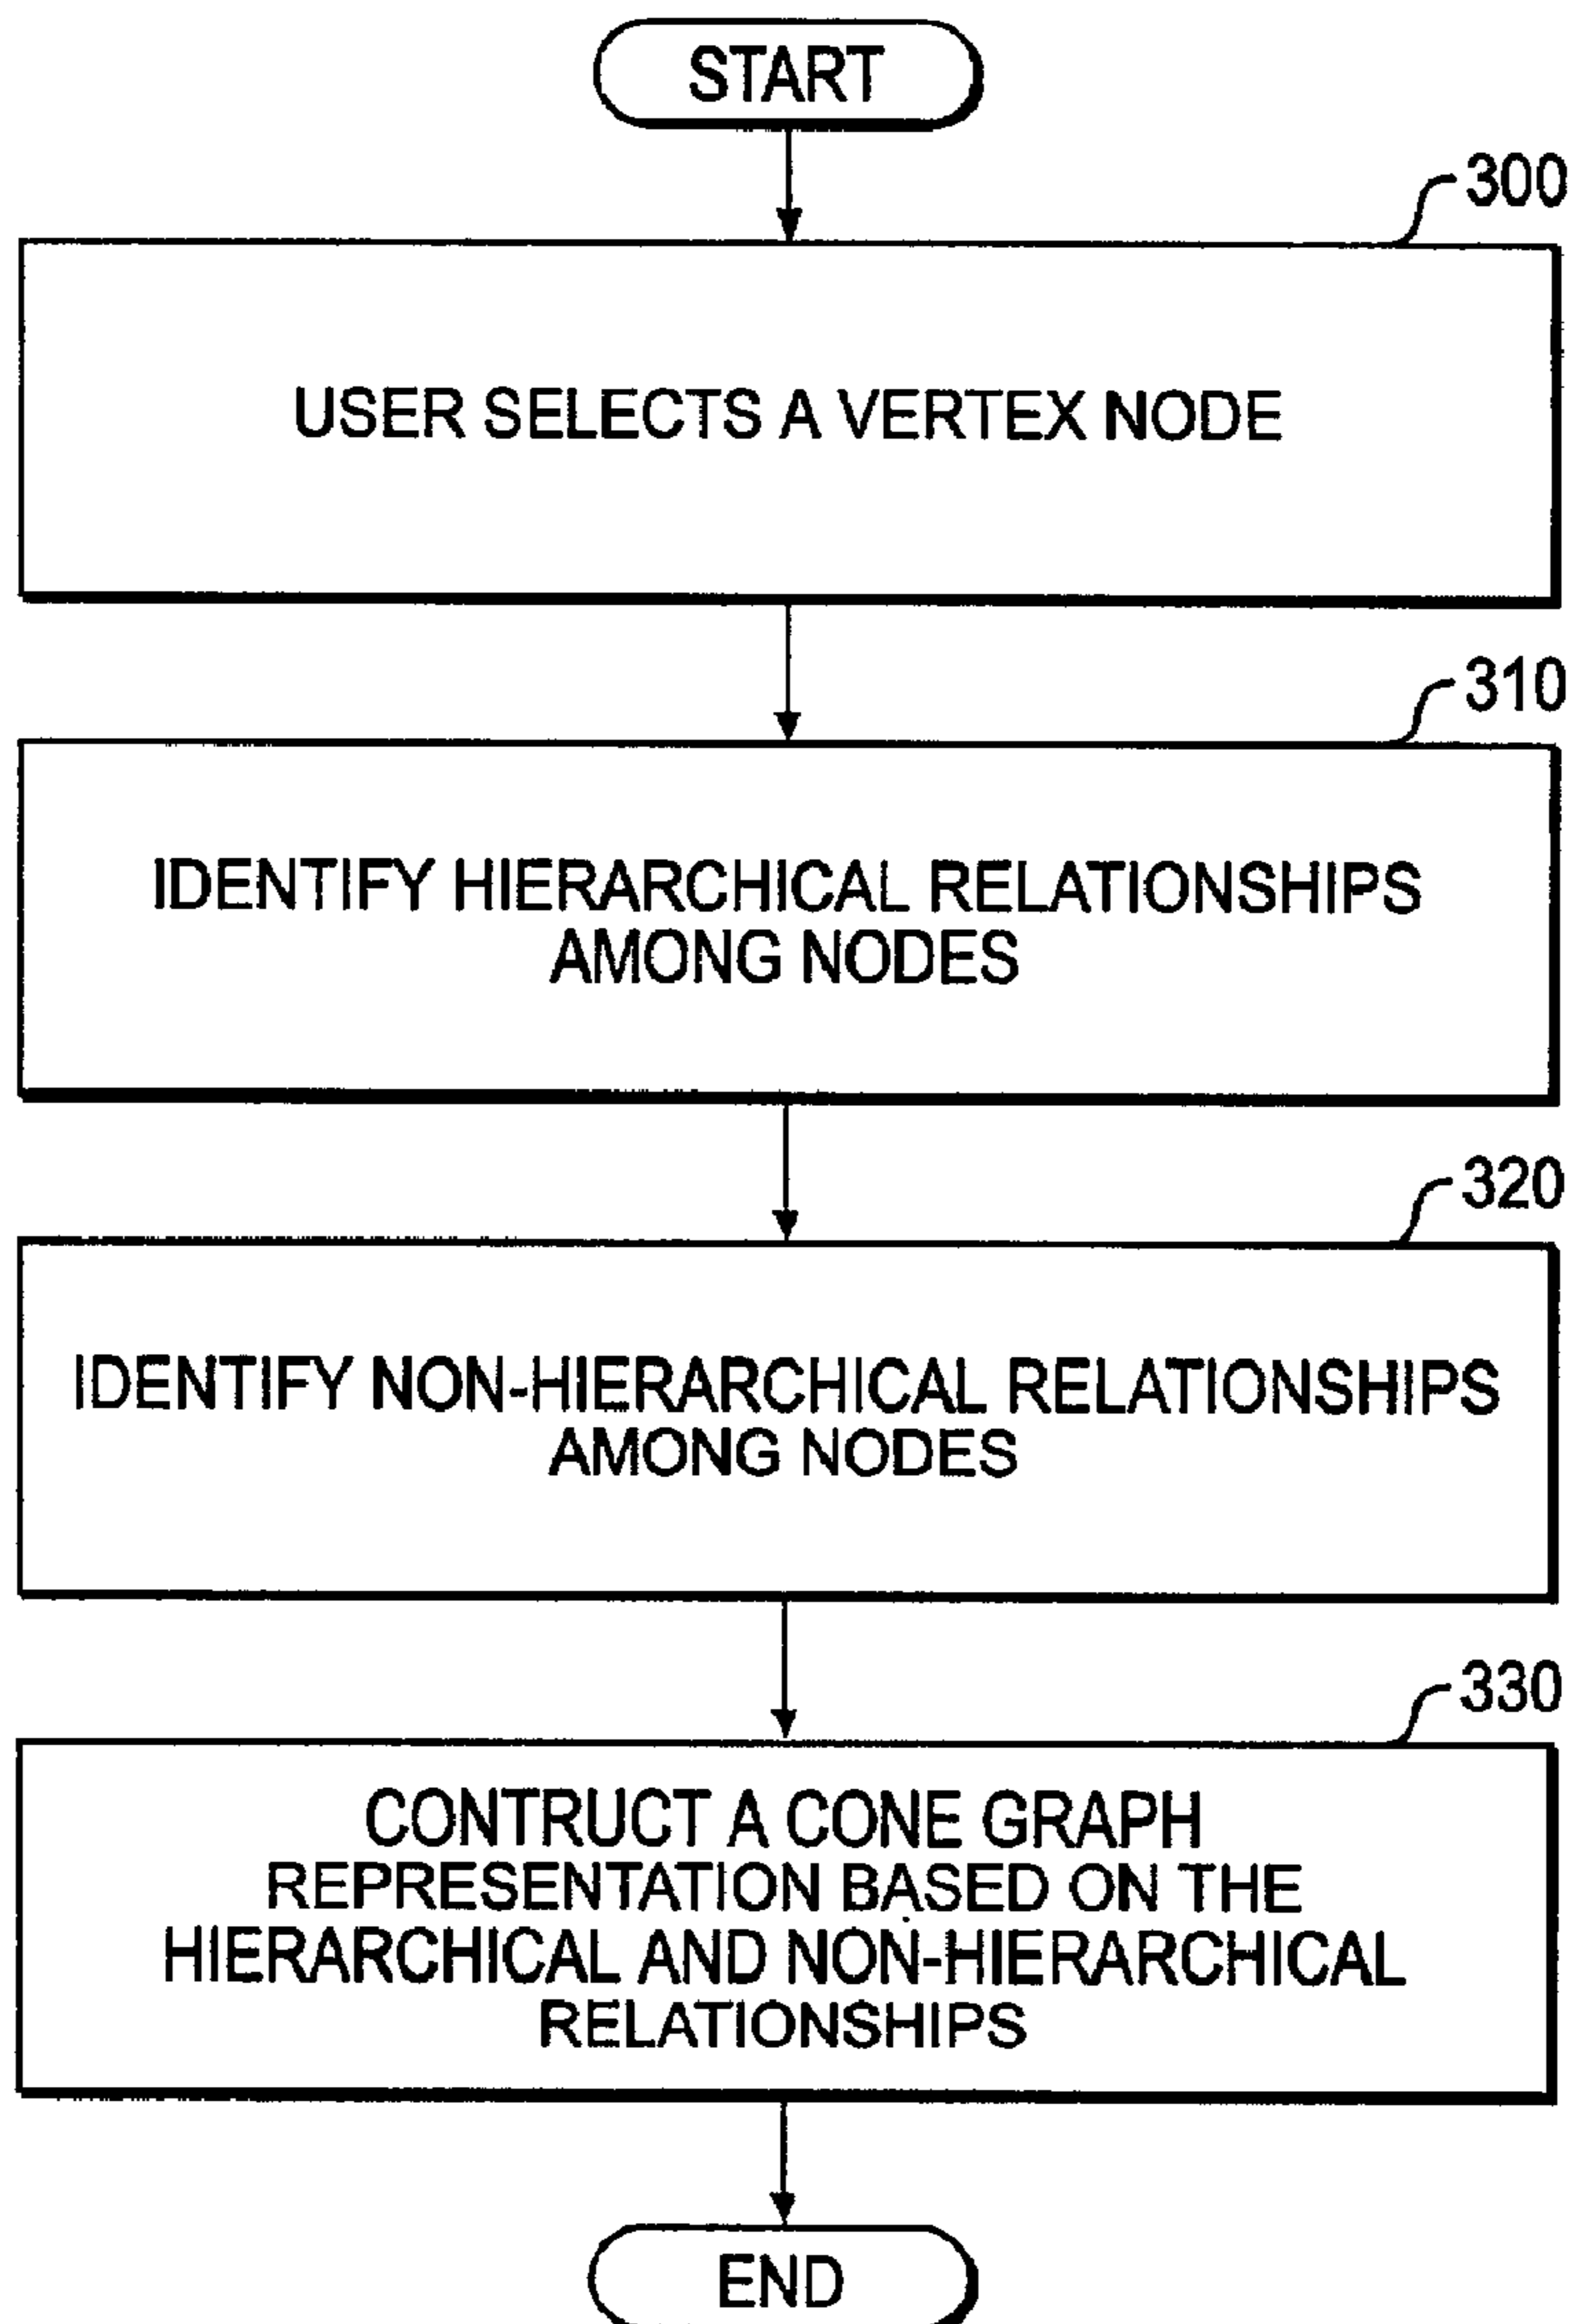 START
300
USER SELECTS A VERTEX NODE
310
IDENTIFY HIERARCHICAL RELATIONSHIPS
AMONG NODES
320
IDENTIFY NON-HIERARCHICAL RELATIONSHIPS
AMONG NODES
330
CONTRUCT A CONE GRAPH
REPRESENTATION BASED ON THE
HIERARCHICAL AND NON-HIERARCHICAL
RELATIONSHIPS
END